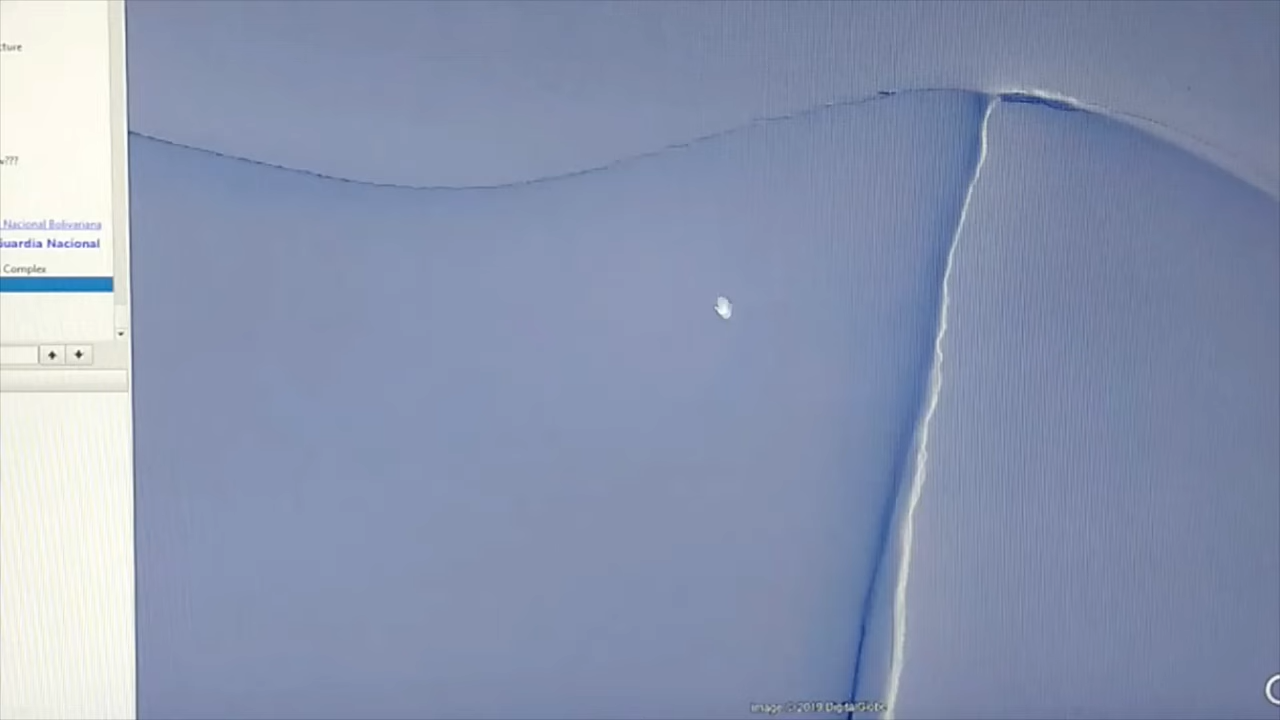 cture
w???
Nacional Bolivariana
Guardia Nacional
Complex
Image © 2019 DigitalGlobe